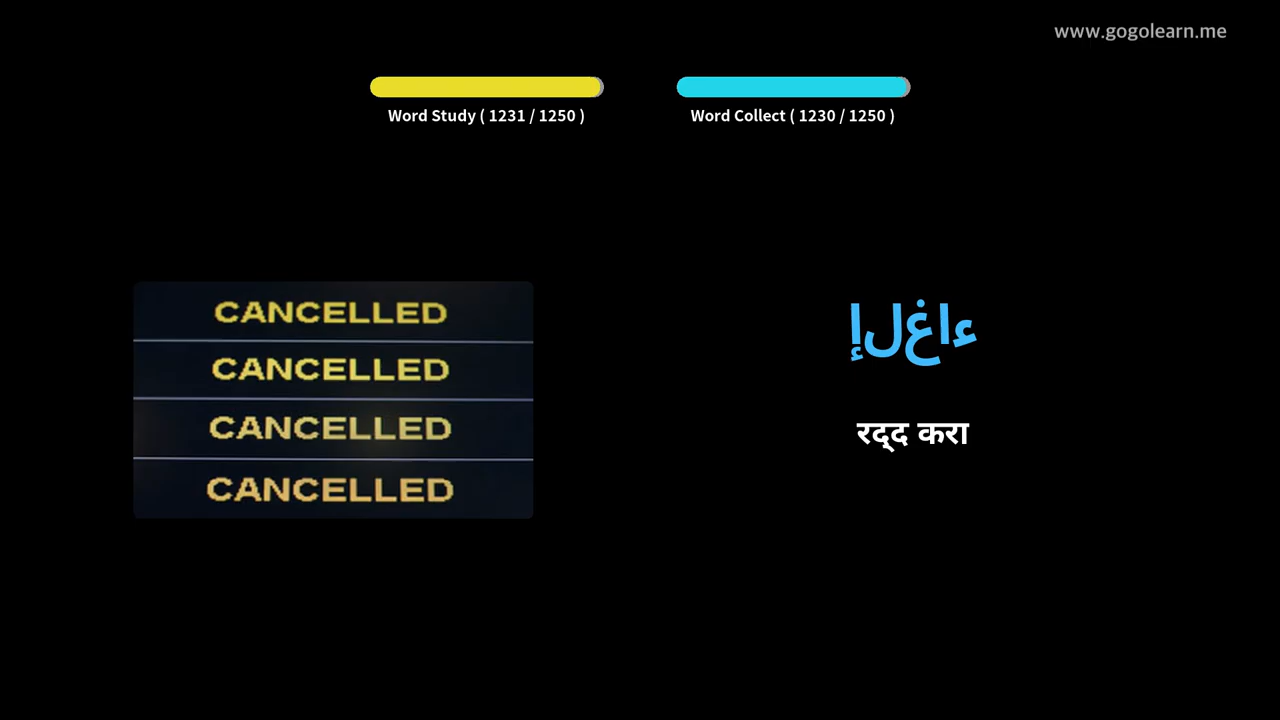 www.gogolearn.me
Word Study ( 1231 / 1250 )
Word Collect ( 1230 / 1250 )
CANCELLED
CANCELLED
CANCELLED
CANCELLED
إلغاء
रद्द करा